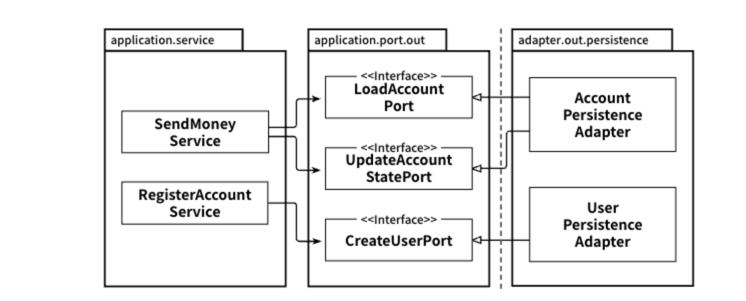 application.service
application.port.out
adapter.out.persistence
<<Interface>>
LoadAccount
Port
Account
Persistence
Adapter
SendMoney
Service
<<Interface>>
UpdateAccount
StatePort
RegisterAccount
Service
<<Interface>>
CreateUserPort
User
Persistence
Adapter